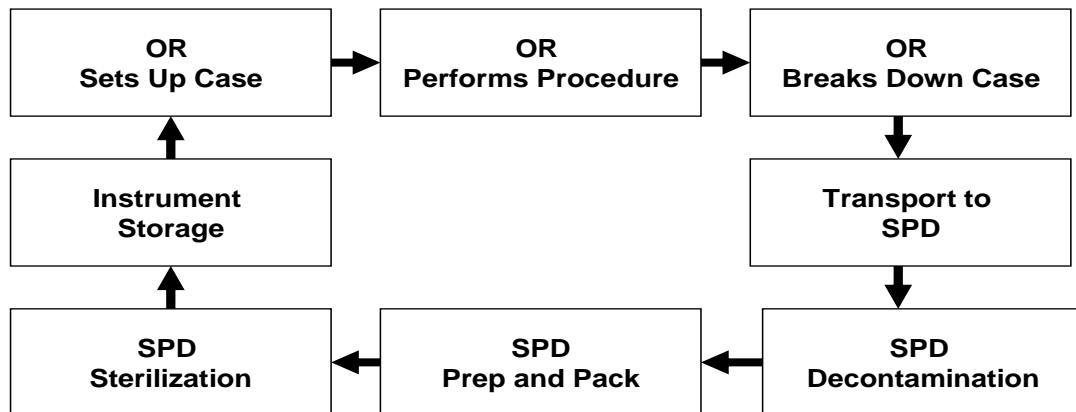 OR
Sets Up Case
OR
Performs Procedure
OR
Breaks Down Case
Instrument
Storage
Transport to
SPD
SPD
Sterilization
SPD
Prep and Pack
SPD
Decontamination